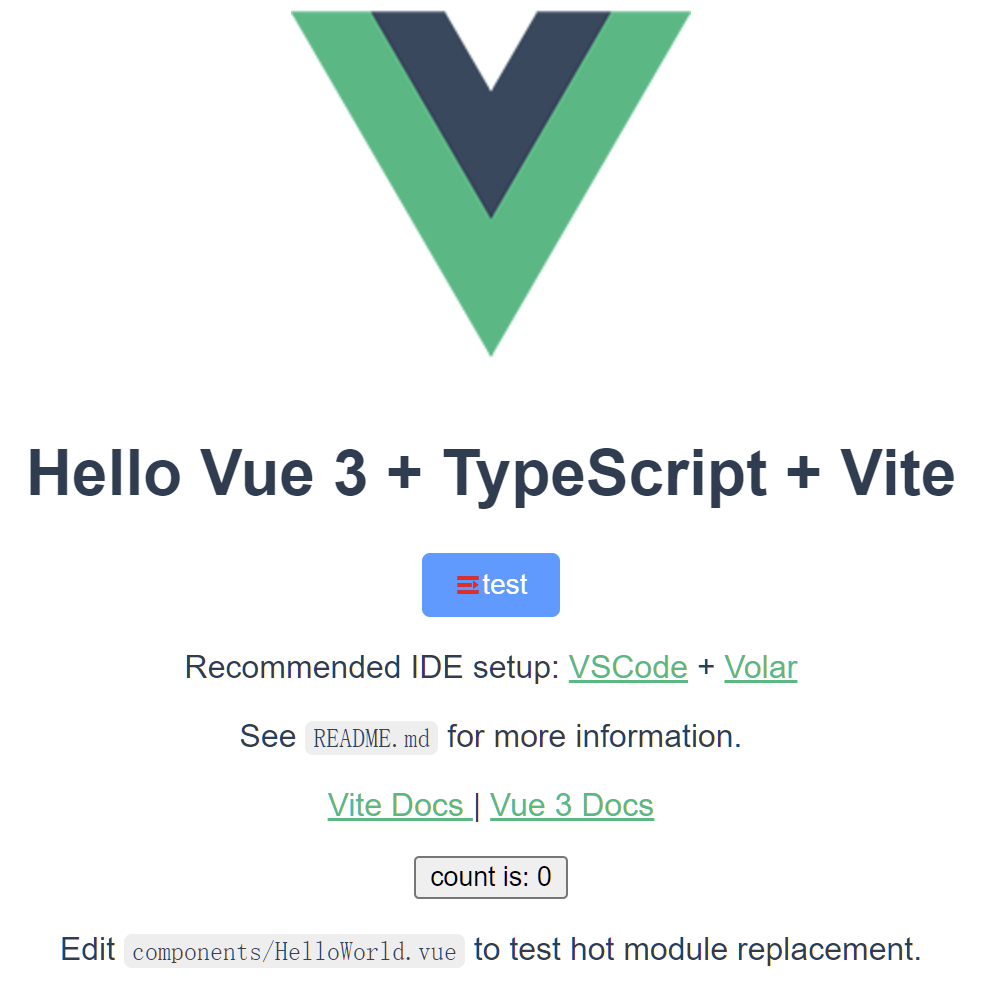 Hello Vue 3 + TypeScript + Vite
test
Recommended IDE setup: VSCode + Volar
See README.md for more information.
Vite Docs | Vue 3 Docs
count is: 0
Edit components/HelloWorld.vue to test hot module replacement.